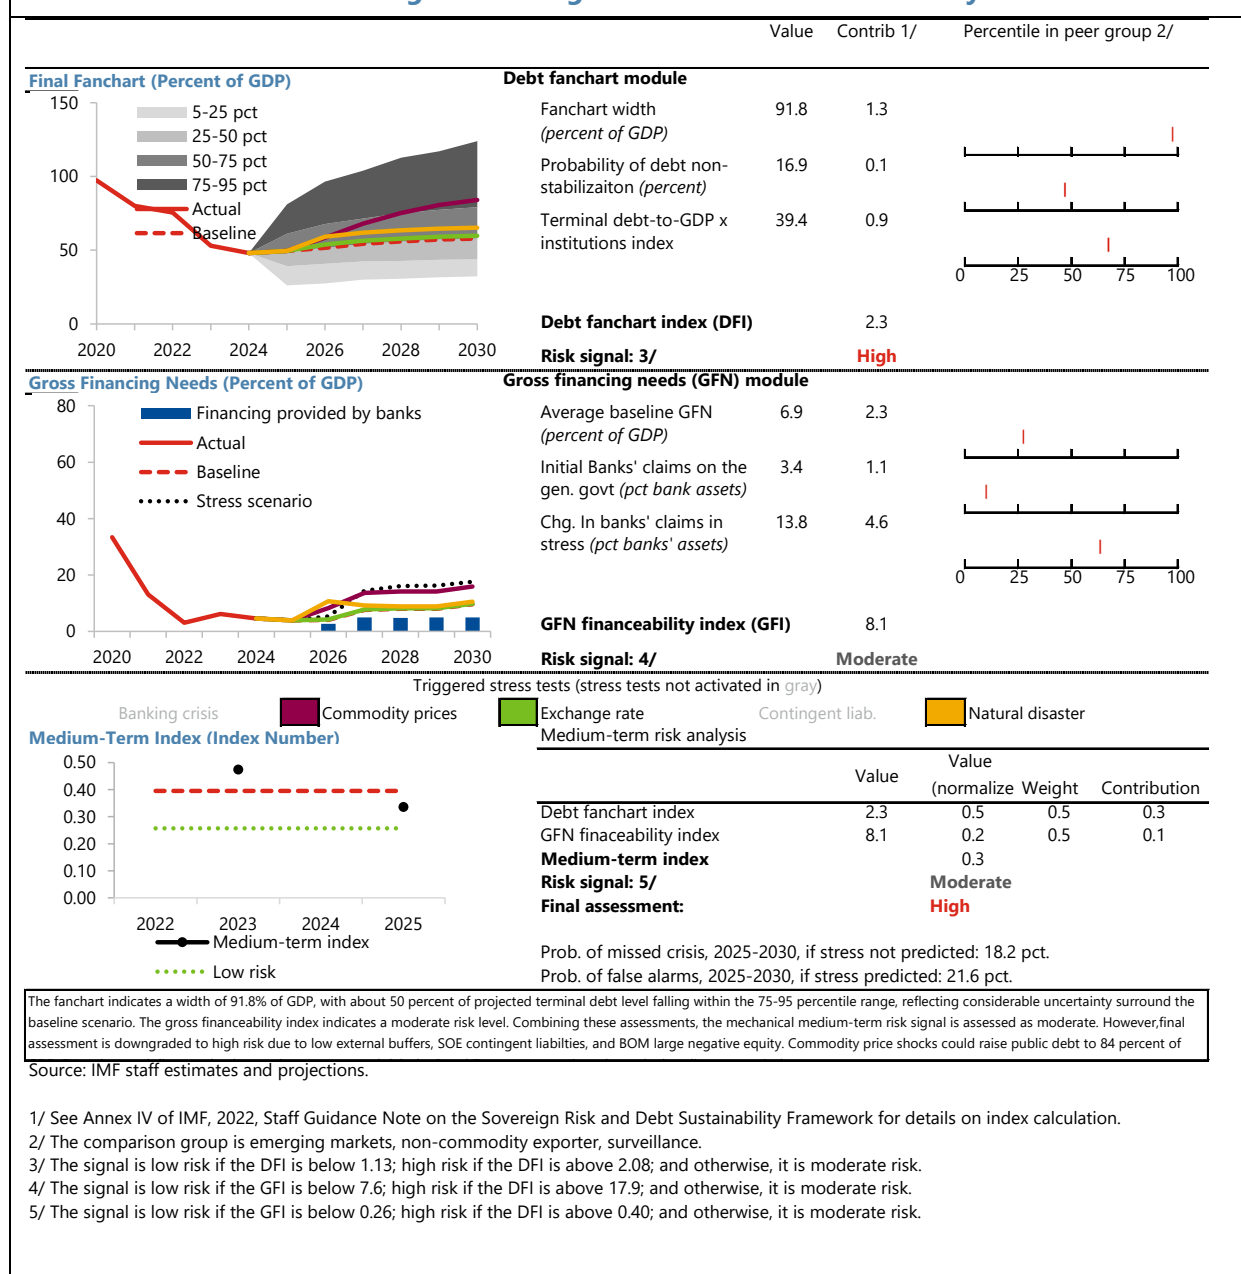 Value Contrib 1/ Percentile in peer group 2/
Final Fanchart (Percent of GDP)
150
100
50
0
5-25 pct
25-50 pct
50-75 pct
75-95 pct
Actual
Baseline
2020 2022 2024 2026 2028 2030
Debt fanchart module
Fanchart width 91.8 1.3
(percent of GDP)
Probability of debt non- 16.9 0.1
stabilizaiton (percent)
Terminal debt-to-GDP x 39.4 0.9
institutions index
0 25 50 75 100
Debt fanchart index (DFI) 2.3
Risk signal: 3/ High
Gross Financing Needs (Percent of GDP)
80
60
40
20
0
Financing provided by banks
Actual
Baseline
Stress scenario
2020 2022 2024 2026 2028 2030
Gross financing needs (GFN) module
Average baseline GFN 6.9 2.3
(percent of GDP)
Initial Banks' claims on the 3.4 1.1
gen. govt (pct bank assets)
Chg. In banks' claims in 13.8 4.6
stress (pct banks' assets)
0 25 50 75 100
GFN financeability index (GFI) 8.1
Risk signal: 4/ Moderate
Triggered stress tests (stress tests not activated in gray)
Banking crisis Commodity prices Exchange rate Contingent liab. Natural disaster
Medium-Term Index (Index Number)
0.50
0.40
0.30
0.20
0.10
0.00
2022 2023 2024 2025
Medium-term index
Low risk
Medium-term risk analysis
Value Value (normalize Weight Contribution
Debt fanchart index 2.3 0.5 0.5 0.3
GFN finaceability index 8.1 0.2 0.5 0.1
Medium-term index 0.3
Risk signal: 5/ Moderate
Final assessment: High
Prob. of missed crisis, 2025-2030, if stress not predicted: 18.2 pct.
Prob. of false alarms, 2025-2030, if stress predicted: 21.6 pct.
The fanchart indicates a width of 91.8% of GDP, with about 50 percent of projected terminal debt level falling within the 75-95 percentile range, reflecting considerable uncertainty surround the
baseline scenario. The gross financeability index indicates a moderate risk level. Combining these assessments, the mechanical medium-term risk signal is assessed as moderate. However,final
assessment is downgraded to high risk due to low external buffers, SOE contingent liabilties, and BOM large negative equity. Commodity price shocks could raise public debt to 84 percent of
Source: IMF staff estimates and projections.
1/ See Annex IV of IMF, 2022, Staff Guidance Note on the Sovereign Risk and Debt Sustainability Framework for details on index calculation.
2/ The comparison group is emerging markets, non-commodity exporter, surveillance.
3/ The signal is low risk if the DFI is below 1.13; high risk if the DFI is above 2.08; and otherwise, it is moderate risk.
4/ The signal is low risk if the GFI is below 7.6; high risk if the DFI is above 17.9; and otherwise, it is moderate risk.
5/ The signal is low risk if the GFI is below 0.26; high risk if the DFI is above 0.40; and otherwise, it is moderate risk.